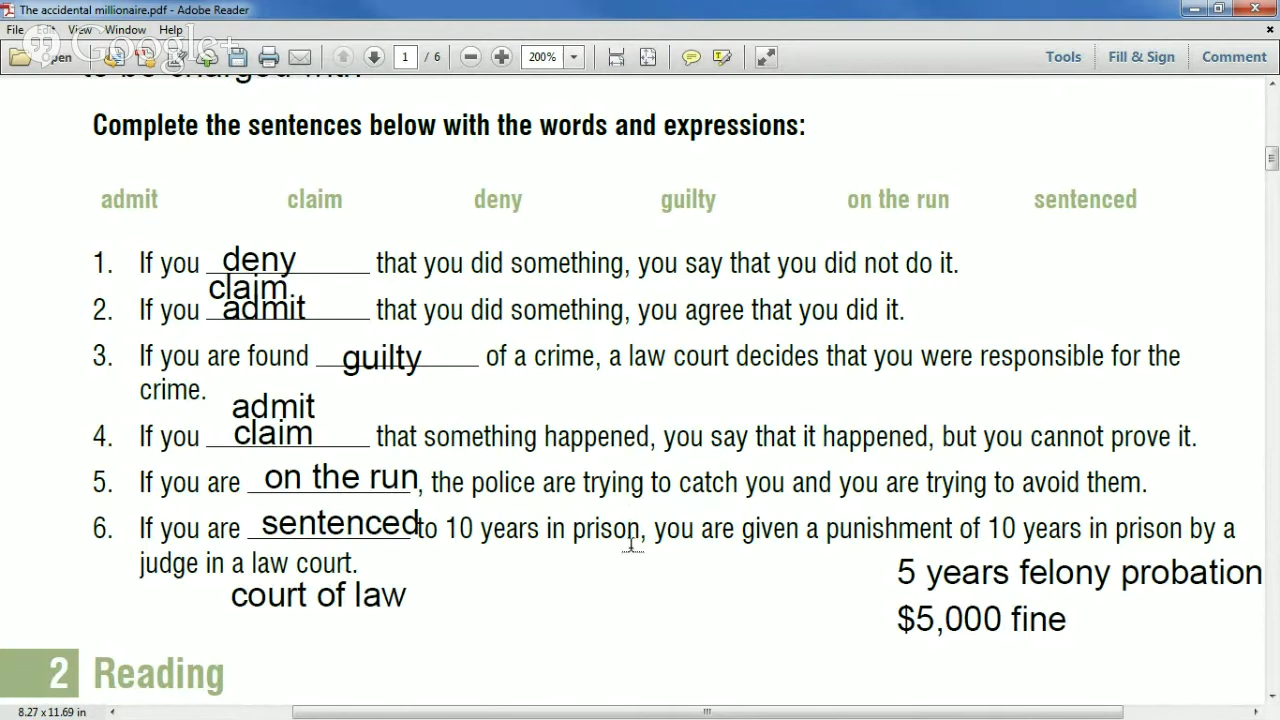 The accidental millionaire.pdf - Adobe Reader
File Edit View Window Help
Google+
Open 1 / 6 200% Tools Fill & Sign Comment
to be charged with
Complete the sentences below with the words and expressions:
admit claim deny guilty on the run sentenced
1. If you deny that you did something, you say that you did not do it.
claim
2. If you admit that you did something, you agree that you did it.
3. If you are found guilty of a crime, a law court decides that you were responsible for the
crime.
admit
4. If you claim that something happened, you say that it happened, but you cannot prove it.
5. If you are on the run, the police are trying to catch you and you are trying to avoid them.
6. If you are sentenced to 10 years in prison, you are given a punishment of 10 years in prison by a
judge in a law court.
5 years felony probation
court of law
$5,000 fine
2 Reading
8.27 x 11.69 in